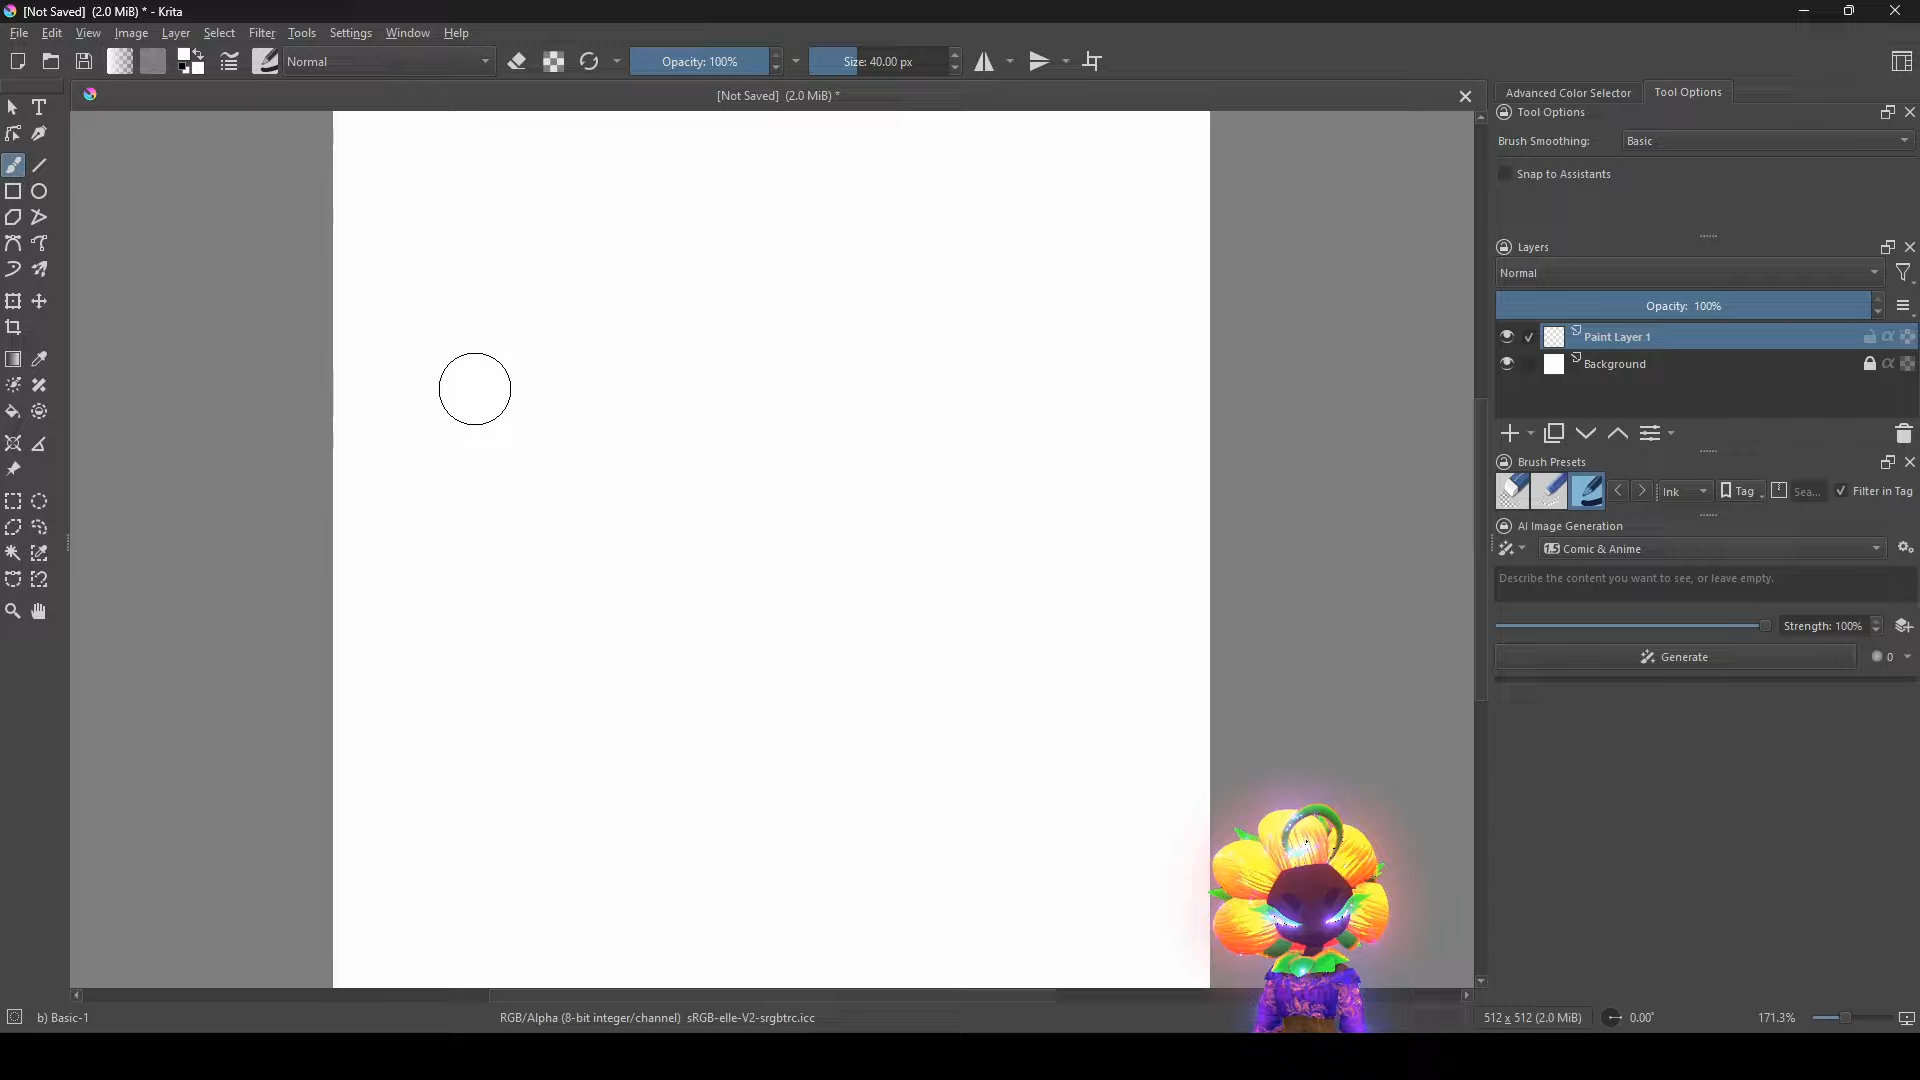 [Not Saved]  (2.0 MiB) * - Krita
File Edit View Image Layer Select Filter Tools Settings Window Help
Normal Opacity: 100% Size: 40.00 px
[Not Saved]  (2.0 MiB) *
Advanced Color Selector Tool Options
Tool Options
Brush Smoothing: Basic
Snap to Assistants
Layers
Normal
Opacity:  100%
Paint Layer 1
Background
Brush Presets
Ink Tag Sea... Filter in Tag
AI Image Generation
1.5 Comic & Anime
Describe the content you want to see, or leave empty.
Strength: 100%
Generate 0
b) Basic-1 RGB/Alpha (8-bit integer/channel)  sRGB-elle-V2-srgbtrc.icc 512 x 512 (2.0 MiB) 0.00° 171.3%